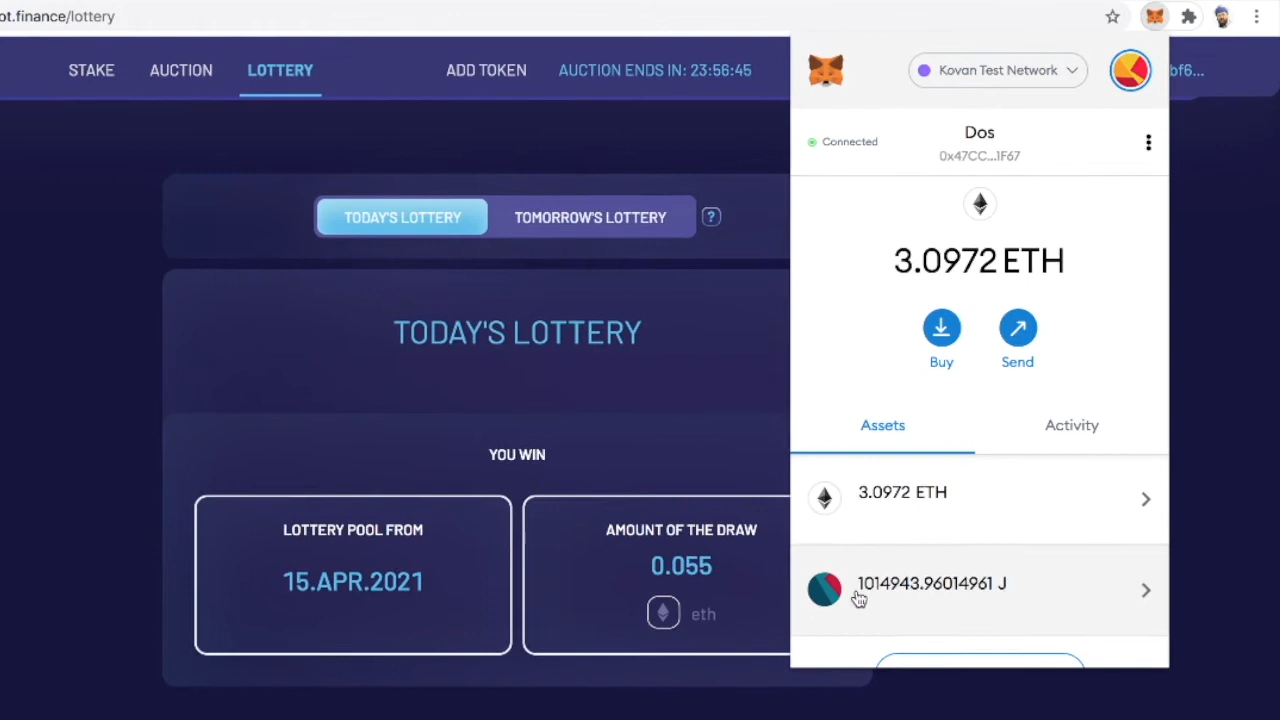 ot.finance/lottery
STAKE AUCTION LOTTERY ADD TOKEN AUCTION ENDS IN: 23:56:45 bf6...
Kovan Test Network
Connected
Dos
0x47CC...1F67
3.0972 ETH
Buy Send
Assets Activity
3.0972 ETH
1014943.96014961 J
TODAY'S LOTTERY TOMORROW'S LOTTERY ?
TODAY'S LOTTERY
YOU WIN
LOTTERY POOL FROM
15.APR.2021
AMOUNT OF THE DRAW
0.055
eth